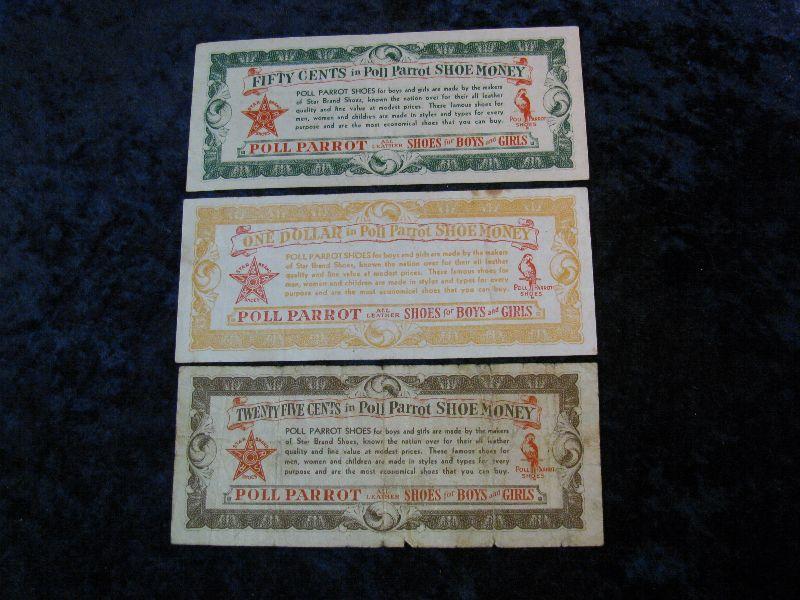 FIFTY CENTS in Poll Parrot SHOE MONEY
POLL PARROT SHOES for boys and girls are made by the makers
of Star Brand Shoes, known the nation over for their all leather
quality and fine value at modest prices. These famous shoes for
men, women and children are made in styles and types for every
purpose and are the most economical shoes that you can buy.
STAR BRAND
SHOES
POLL PARROT
SHOES
POLL PARROT ALL LEATHER SHOES for BOYS and GIRLS
ONE DOLLAR in Poll Parrot SHOE MONEY
POLL PARROT SHOES for boys and girls are made by the makers
of Star Brand Shoes, known the nation over for their all leather
quality and fine value at modest prices. These famous shoes for
men, women and children are made in styles and types for every
purpose and are the most economical shoes that you can buy.
STAR BRAND
SHOES
POLL PARROT
SHOES
POLL PARROT ALL LEATHER SHOES for BOYS and GIRLS
TWENTY FIVE CENTS in Poll Parrot SHOE MONEY
POLL PARROT SHOES for boys and girls are made by the makers
of Star Brand Shoes, known the nation over for their all leather
quality and fine value at modest prices. These famous shoes for
men, women and children are made in styles and types for every
purpose and are the most economical shoes that you can buy.
STAR BRAND
SHOES
POLL PARROT
SHOES
POLL PARROT ALL LEATHER SHOES for BOYS and GIRLS